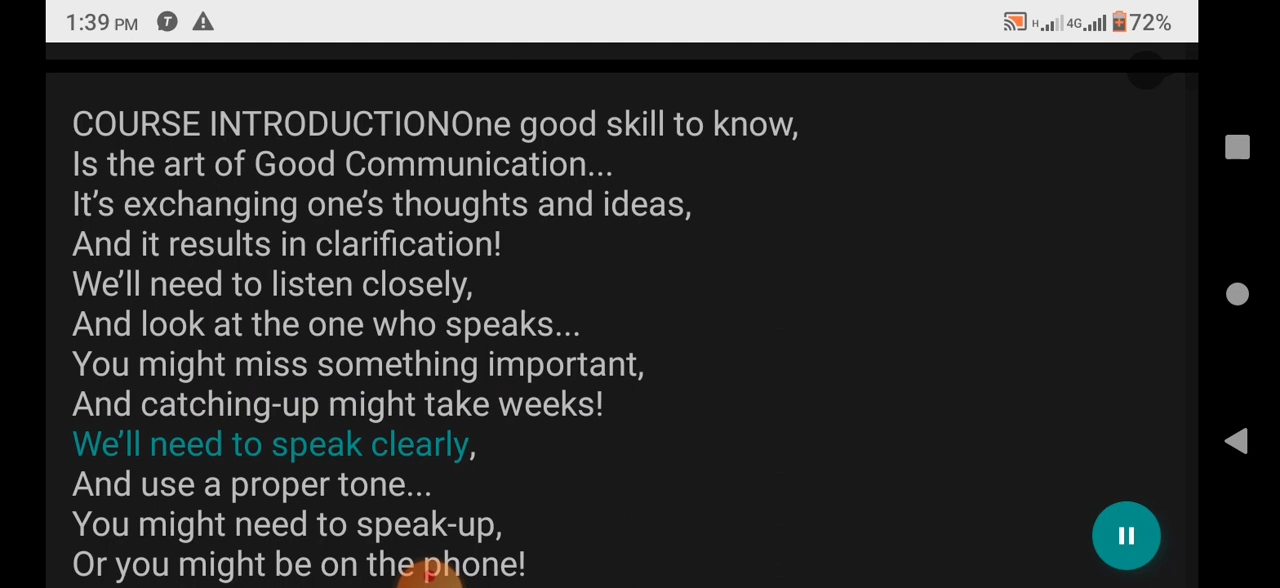 1:39 PM
H 4G 72%
COURSE INTRODUCTIONOne good skill to know,
Is the art of Good Communication...
It’s exchanging one’s thoughts and ideas,
And it results in clarification!
We’ll need to listen closely,
And look at the one who speaks...
You might miss something important,
And catching-up might take weeks!
We’ll need to speak clearly,
And use a proper tone...
You might need to speak-up,
Or you might be on the phone!